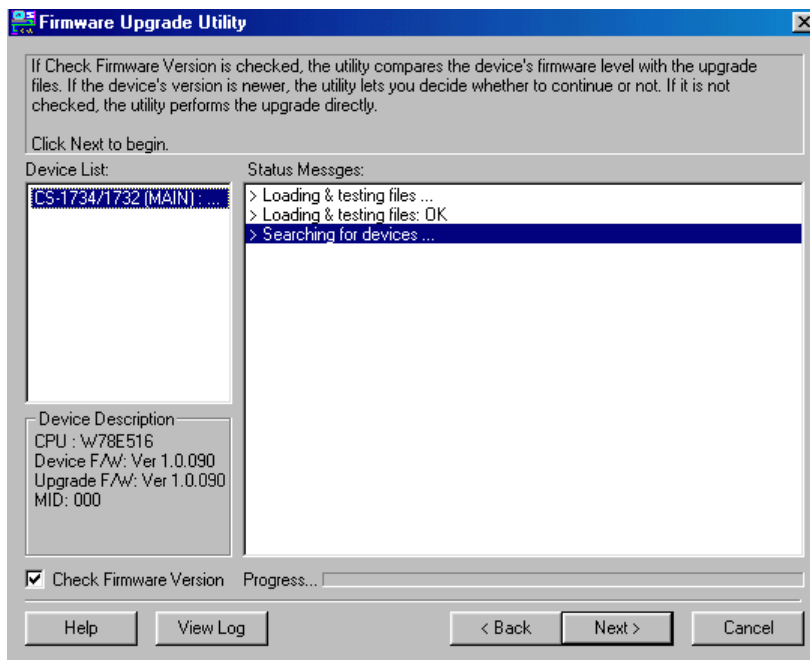 Firmware Upgrade Utility
If Check Firmware Version is checked, the utility compares the device's firmware level with the upgrade
files. If the device's version is newer, the utility lets you decide whether to continue or not. If it is not
checked, the utility performs the upgrade directly.
Click Next to begin.
Device List:
CS-1734/1732 (MAIN) : ...
Status Messges:
> Loading & testing files ...
> Loading & testing files: OK
> Searching for devices ...
Device Description
CPU : W78E516
Device F/W: Ver 1.0.090
Upgrade F/W: Ver 1.0.090
MID: 000
Check Firmware Version
Progress...
Help
View Log
< Back
Next >
Cancel